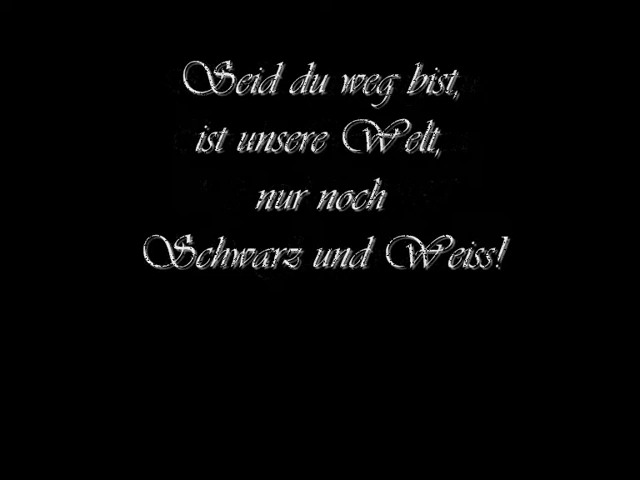 Seid du weg bist,
ist unsere Welt,
nur noch
Schwarz und Weiss!